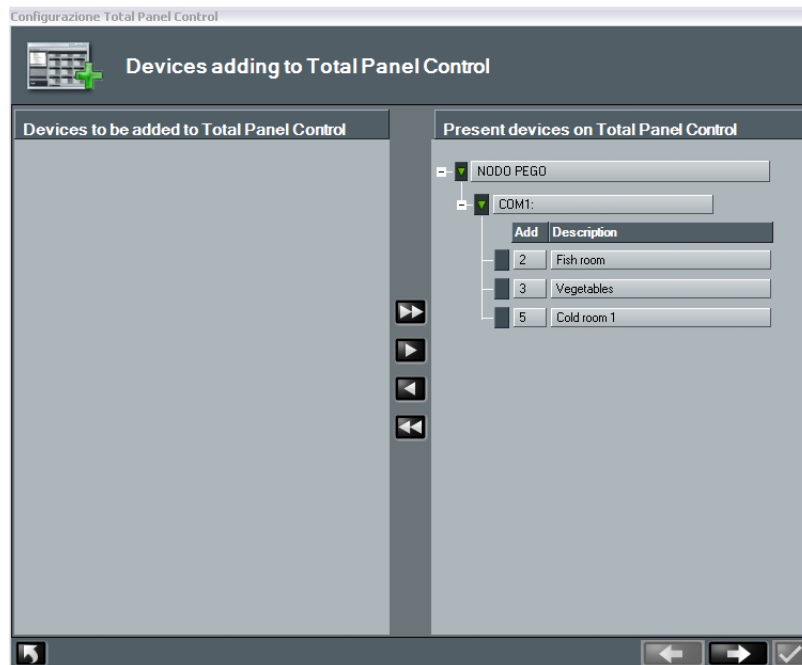 Configurazione Total Panel Control
Devices adding to Total Panel Control
Devices to be added to Total Panel Control
Present devices on Total Panel Control
NODO PEGO
COM1:
Add Description
2 Fish room
3 Vegetables
5 Cold room 1